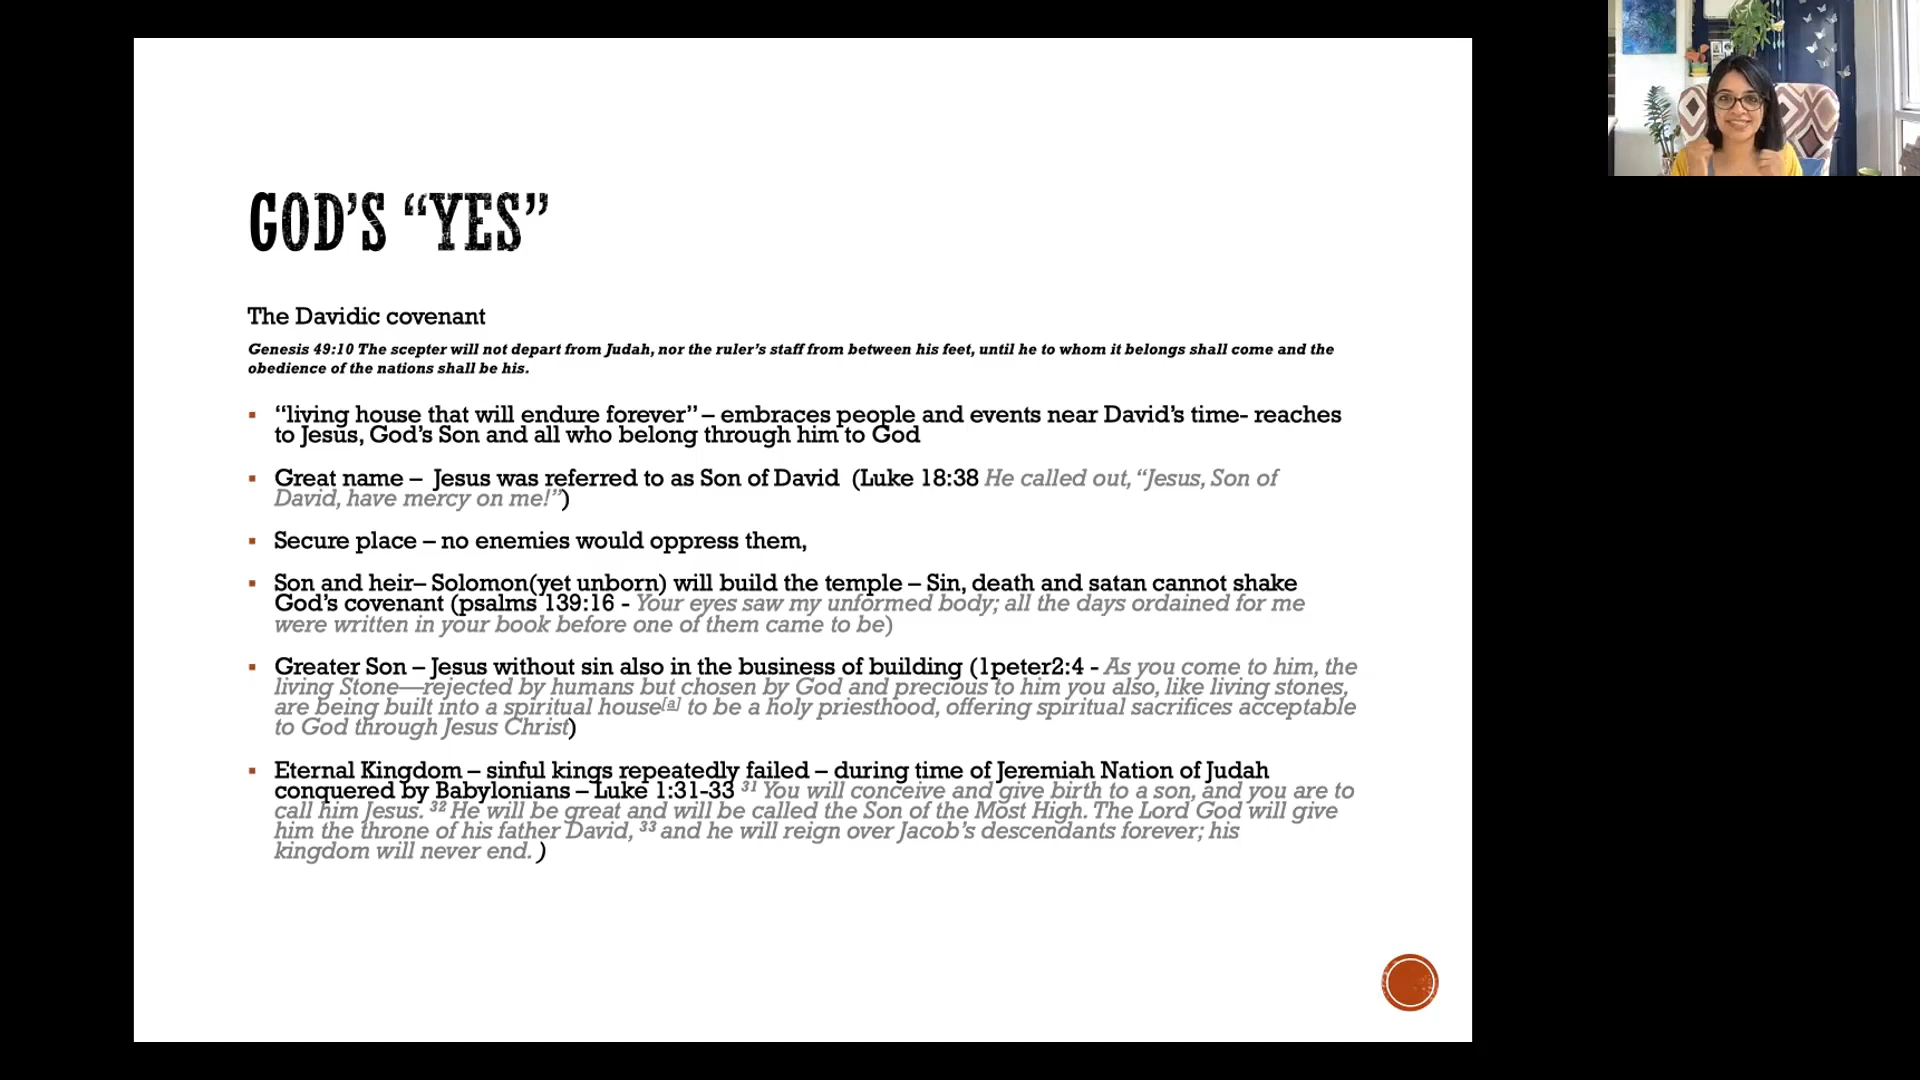 GOD’S “YES”
The Davidic covenant
Genesis 49:10 The scepter will not depart from Judah, nor the ruler’s staff from between his feet, until he to whom it belongs shall come and the
obedience of the nations shall be his.
▪ “living house that will endure forever” – embraces people and events near David’s time- reaches
to Jesus, God’s Son and all who belong through him to God
▪ Great name – Jesus was referred to as Son of David (Luke 18:38 He called out, “Jesus, Son of
David, have mercy on me!”)
▪ Secure place – no enemies would oppress them,
▪ Son and heir– Solomon(yet unborn) will build the temple – Sin, death and satan cannot shake
God’s covenant (psalms 139:16 - Your eyes saw my unformed body; all the days ordained for me
were written in your book before one of them came to be)
▪ Greater Son – Jesus without sin also in the business of building (1peter2:4 - As you come to him, the
living Stone—rejected by humans but chosen by God and precious to him you also, like living stones,
are being built into a spiritual house[a] to be a holy priesthood, offering spiritual sacrifices acceptable
to God through Jesus Christ)
▪ Eternal Kingdom – sinful kings repeatedly failed – during time of Jeremiah Nation of Judah
conquered by Babylonians – Luke 1:31-33 31 You will conceive and give birth to a son, and you are to
call him Jesus. 32 He will be great and will be called the Son of the Most High. The Lord God will give
him the throne of his father David, 33 and he will reign over Jacob’s descendants forever; his
kingdom will never end. )